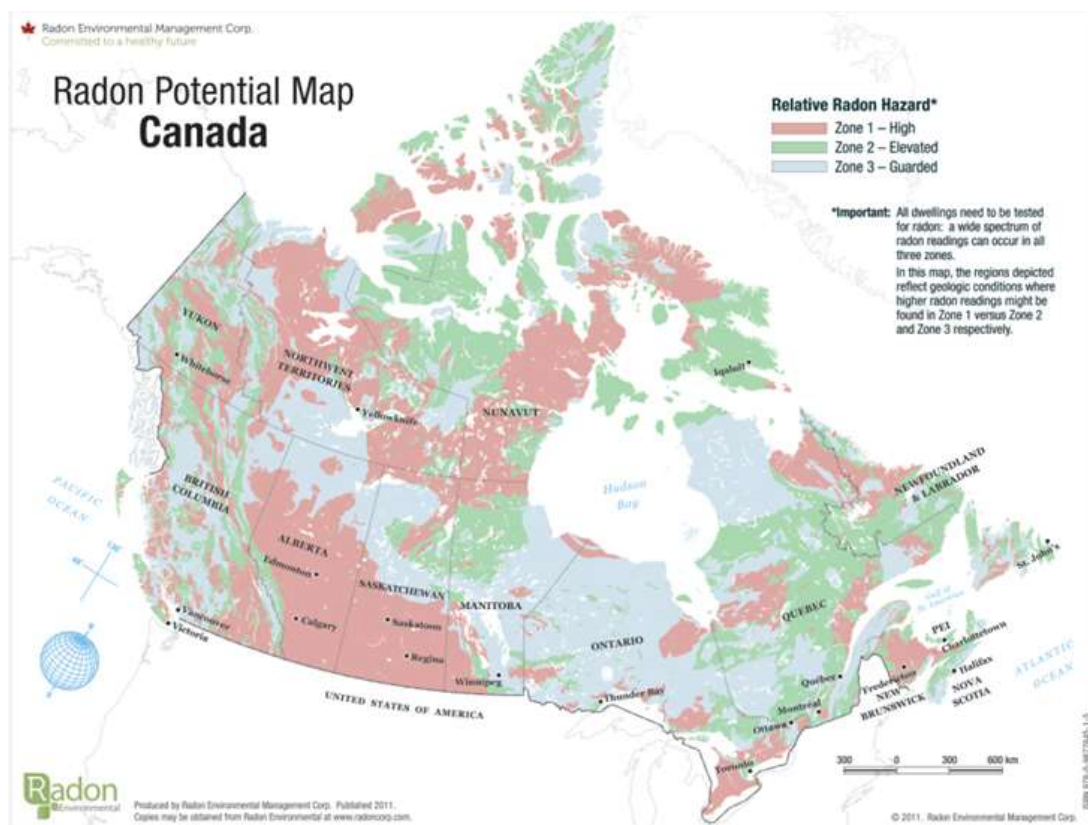 Radon Environmental Management Corp.
Committed to a healthy future
Radon Potential Map
Canada
Relative Radon Hazard*
Zone 1 – High
Zone 2 – Elevated
Zone 3 – Guarded
*Important: All dwellings need to be tested
for radon: a wide spectrum of
radon readings can occur in all
three zones.
In this map, the regions depicted
reflect geologic conditions where
higher radon readings might be
found in Zone 1 versus Zone 2
and Zone 3 respectively.
YUKON
Whitehorse
NORTHWEST
TERRITORIES
Yellowknife
NUNAVUT
Iqaluit
PACIFIC
OCEAN
BRITISH
COLUMBIA
Hudson
Bay
NEWFOUNDLAND
& LABRADOR
St. John's
ALBERTA
Edmonton
SASKATCHEWAN
MANITOBA
Gulf of
St. Lawrence
Vancouver
Victoria
Calgary
Saskatoon
Regina
Winnipeg
ONTARIO
QUEBEC
PEI
Charlottetown
Halifax
NOVA
SCOTIA
Fredericton
NEW
BRUNSWICK
ATLANTIC
OCEAN
Thunder Bay
Québec
Montreal
Ottawa
Toronto
UNITED STATES OF AMERICA
300 0 300 600 km
Radon
Environmental
Produced by Radon Environmental Management Corp. Published 2011.
Copies may be obtained from Radon Environmental at www.radoncorp.com.
© 2011. Radon Environmental Management Corp.